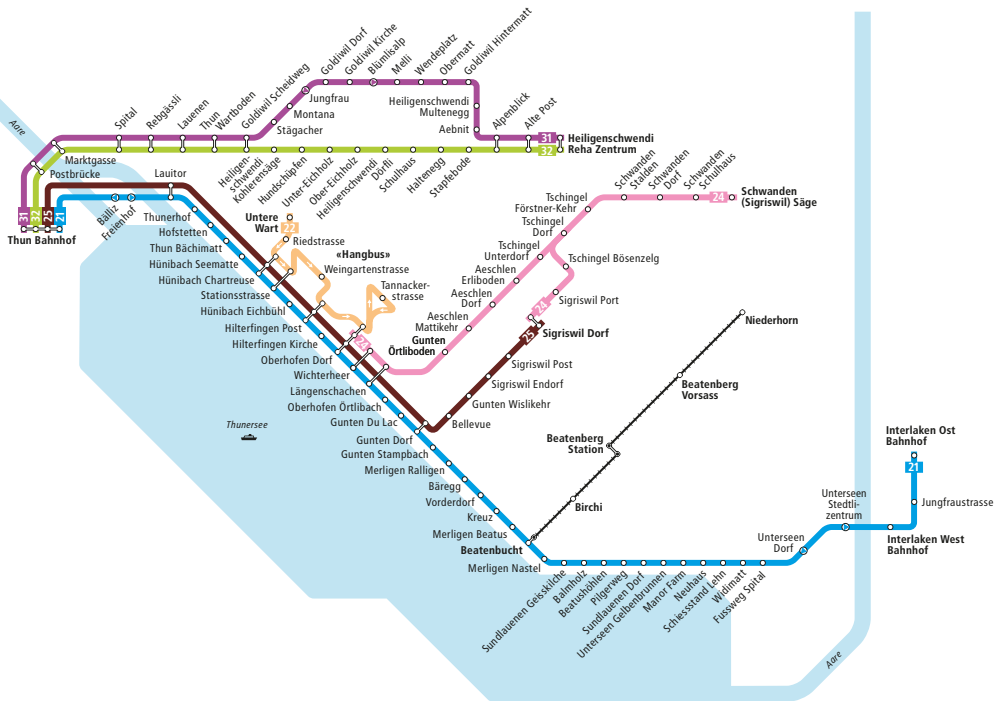 Aare
Spital
Rebgässli
Lauenen
Thun
Wartboden
Goldiwil Scheidweg
Goldiwil Dorf
Goldiwil Kirche
Blümlisalp
Melli
Wendeplatz
Obermatt
Goldiwil Hintermatt
Jungfrau
Montana
Stägacher
Heiligenschwendi
Multenegg
Aebnit
Alpenblick
Alte Post
31
32
Heiligenschwendi
Reha Zentrum
Marktgasse
Postbrücke
Lauitor
Heiligen-
schwendi
Kohlerensäge
Hundschüpfen
Unter-Eichholz
Ober-Eichholz
Heiligenschwendi
Dörfli
Schulhaus
Haltenegg
Stapfebode
31
32
25
21
Thun Bahnhof
Bälliz
Freienhof
Thunerhof
Hofstetten
Thun Bächimatt
Hünibach Seematte
Hünibach Chartreuse
Stationsstrasse
Hünibach Eichbühl
Hilterfingen Post
Hilterfingen Kirche
Oberhofen Dorf
Wichterheer
Längenschachen
Oberhofen Örtlibach
Gunten Du Lac
Gunten Dorf
Gunten Stampbach
Merligen Ralligen
Bäregg
Vorderdorf
Kreuz
Merligen Beatus
Beatenbucht
Merligen Nastel
Untere
Wart
22
Riedstrasse
«Hangbus»
Weingartenstrasse
Tannacker-
strasse
24
Gunten
Örtliboden
Aeschlen
Mattikehr
Aeschlen
Dorf
Aeschlen
Erliboden
Tschingel
Unterdorf
Tschingel
Dorf
Tschingel
Förstner-Kehr
Schwanden
Stalden
Schwanden
Dorf
Schwanden
Schulhaus
24
Schwanden
(Sigriswil) Säge
Tschingel Bösenzelg
Sigriswil Port
24
25
Sigriswil Dorf
Sigriswil Post
Sigriswil Endorf
Gunten Wislikehr
Bellevue
Niederhorn
Beatenberg
Vorsass
Beatenberg
Station
Birchi
Thunersee
Sundlauenen Geisskilche
Balmholz
Beatushöhlen
Pilgerweg
Sundlauenen Dorf
Unterseen Gelbenbrunnen
Manor Farm
Neuhaus
Schiessstand Lehn
Widimatt
Fussweg Spital
Unterseen
Dorf
Unterseen
Stedtli-
zentrum
Interlaken Ost
Bahnhof
21
Jungfraustrasse
Interlaken West
Bahnhof
Aare